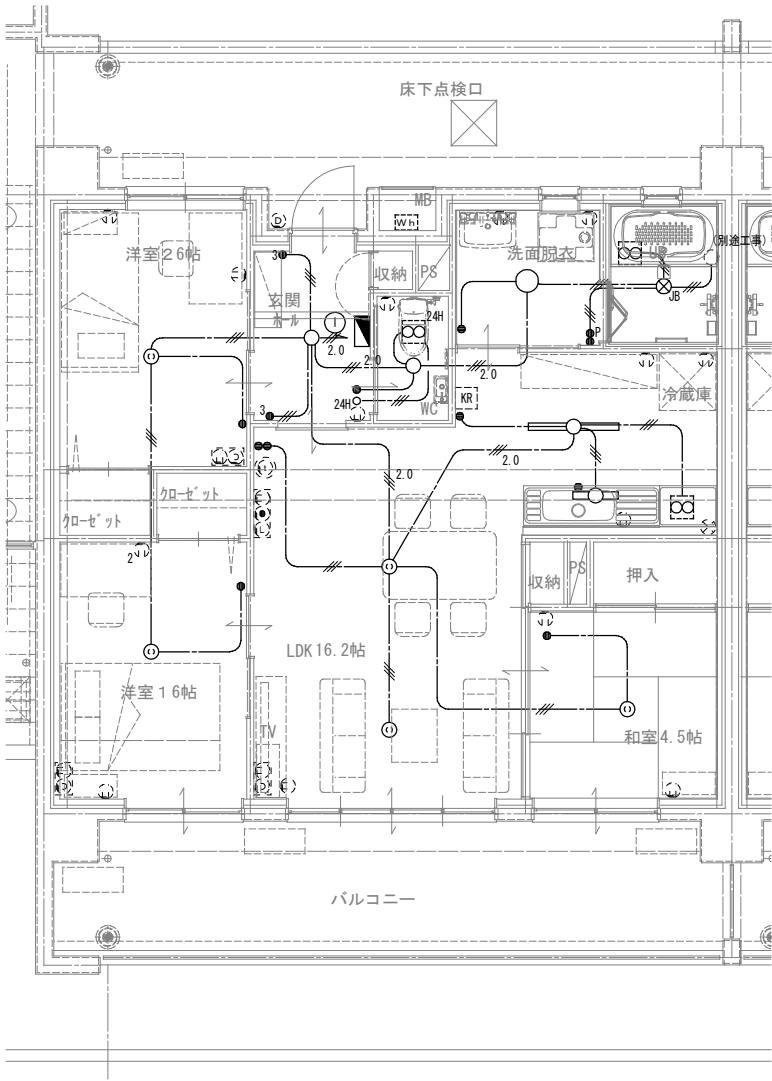 床下点検口
MB
Wh
洋室2 6帖
洗面脱衣
UB
(別途工事)
収納
PS
3
玄関
ホール
JB
24H
P
2.0
2.0
2.0
KR
冷蔵庫
24H
WC
3
2.0
2.0
クローゼット
クローゼット
2
収納
PS
押入
LDK16.2帖
洋室1 6帖
TV
和室4.5帖
バルコニー